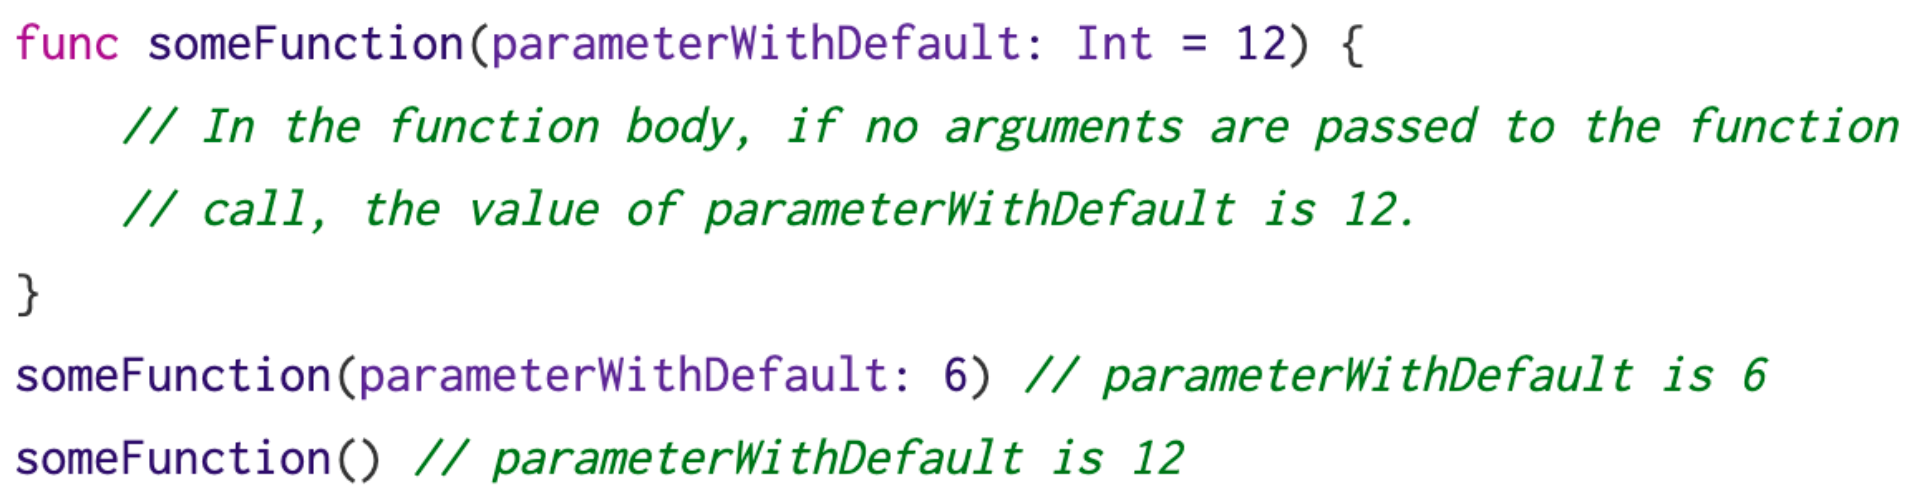 func someFunction(parameterWithDefault: Int = 12) {
    // In the function body, if no arguments are passed to the function
    // call, the value of parameterWithDefault is 12.
}
someFunction(parameterWithDefault: 6) // parameterWithDefault is 6
someFunction() // parameterWithDefault is 12